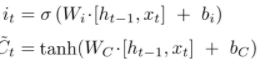 i_t = σ (W_i·[h_{t−1}, x_t] + b_i)
C̃_t = tanh(W_C·[h_{t−1}, x_t] + b_C)